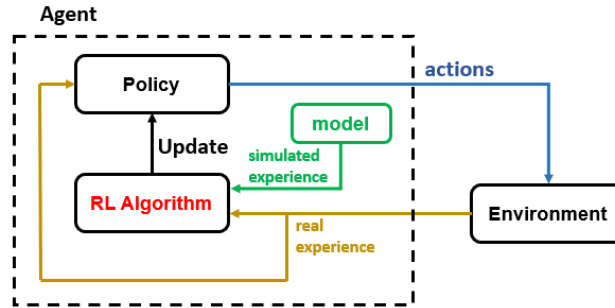 Agent
Policy
actions
model
Update
simulated
experience
RL Algorithm
real
experience
Environment